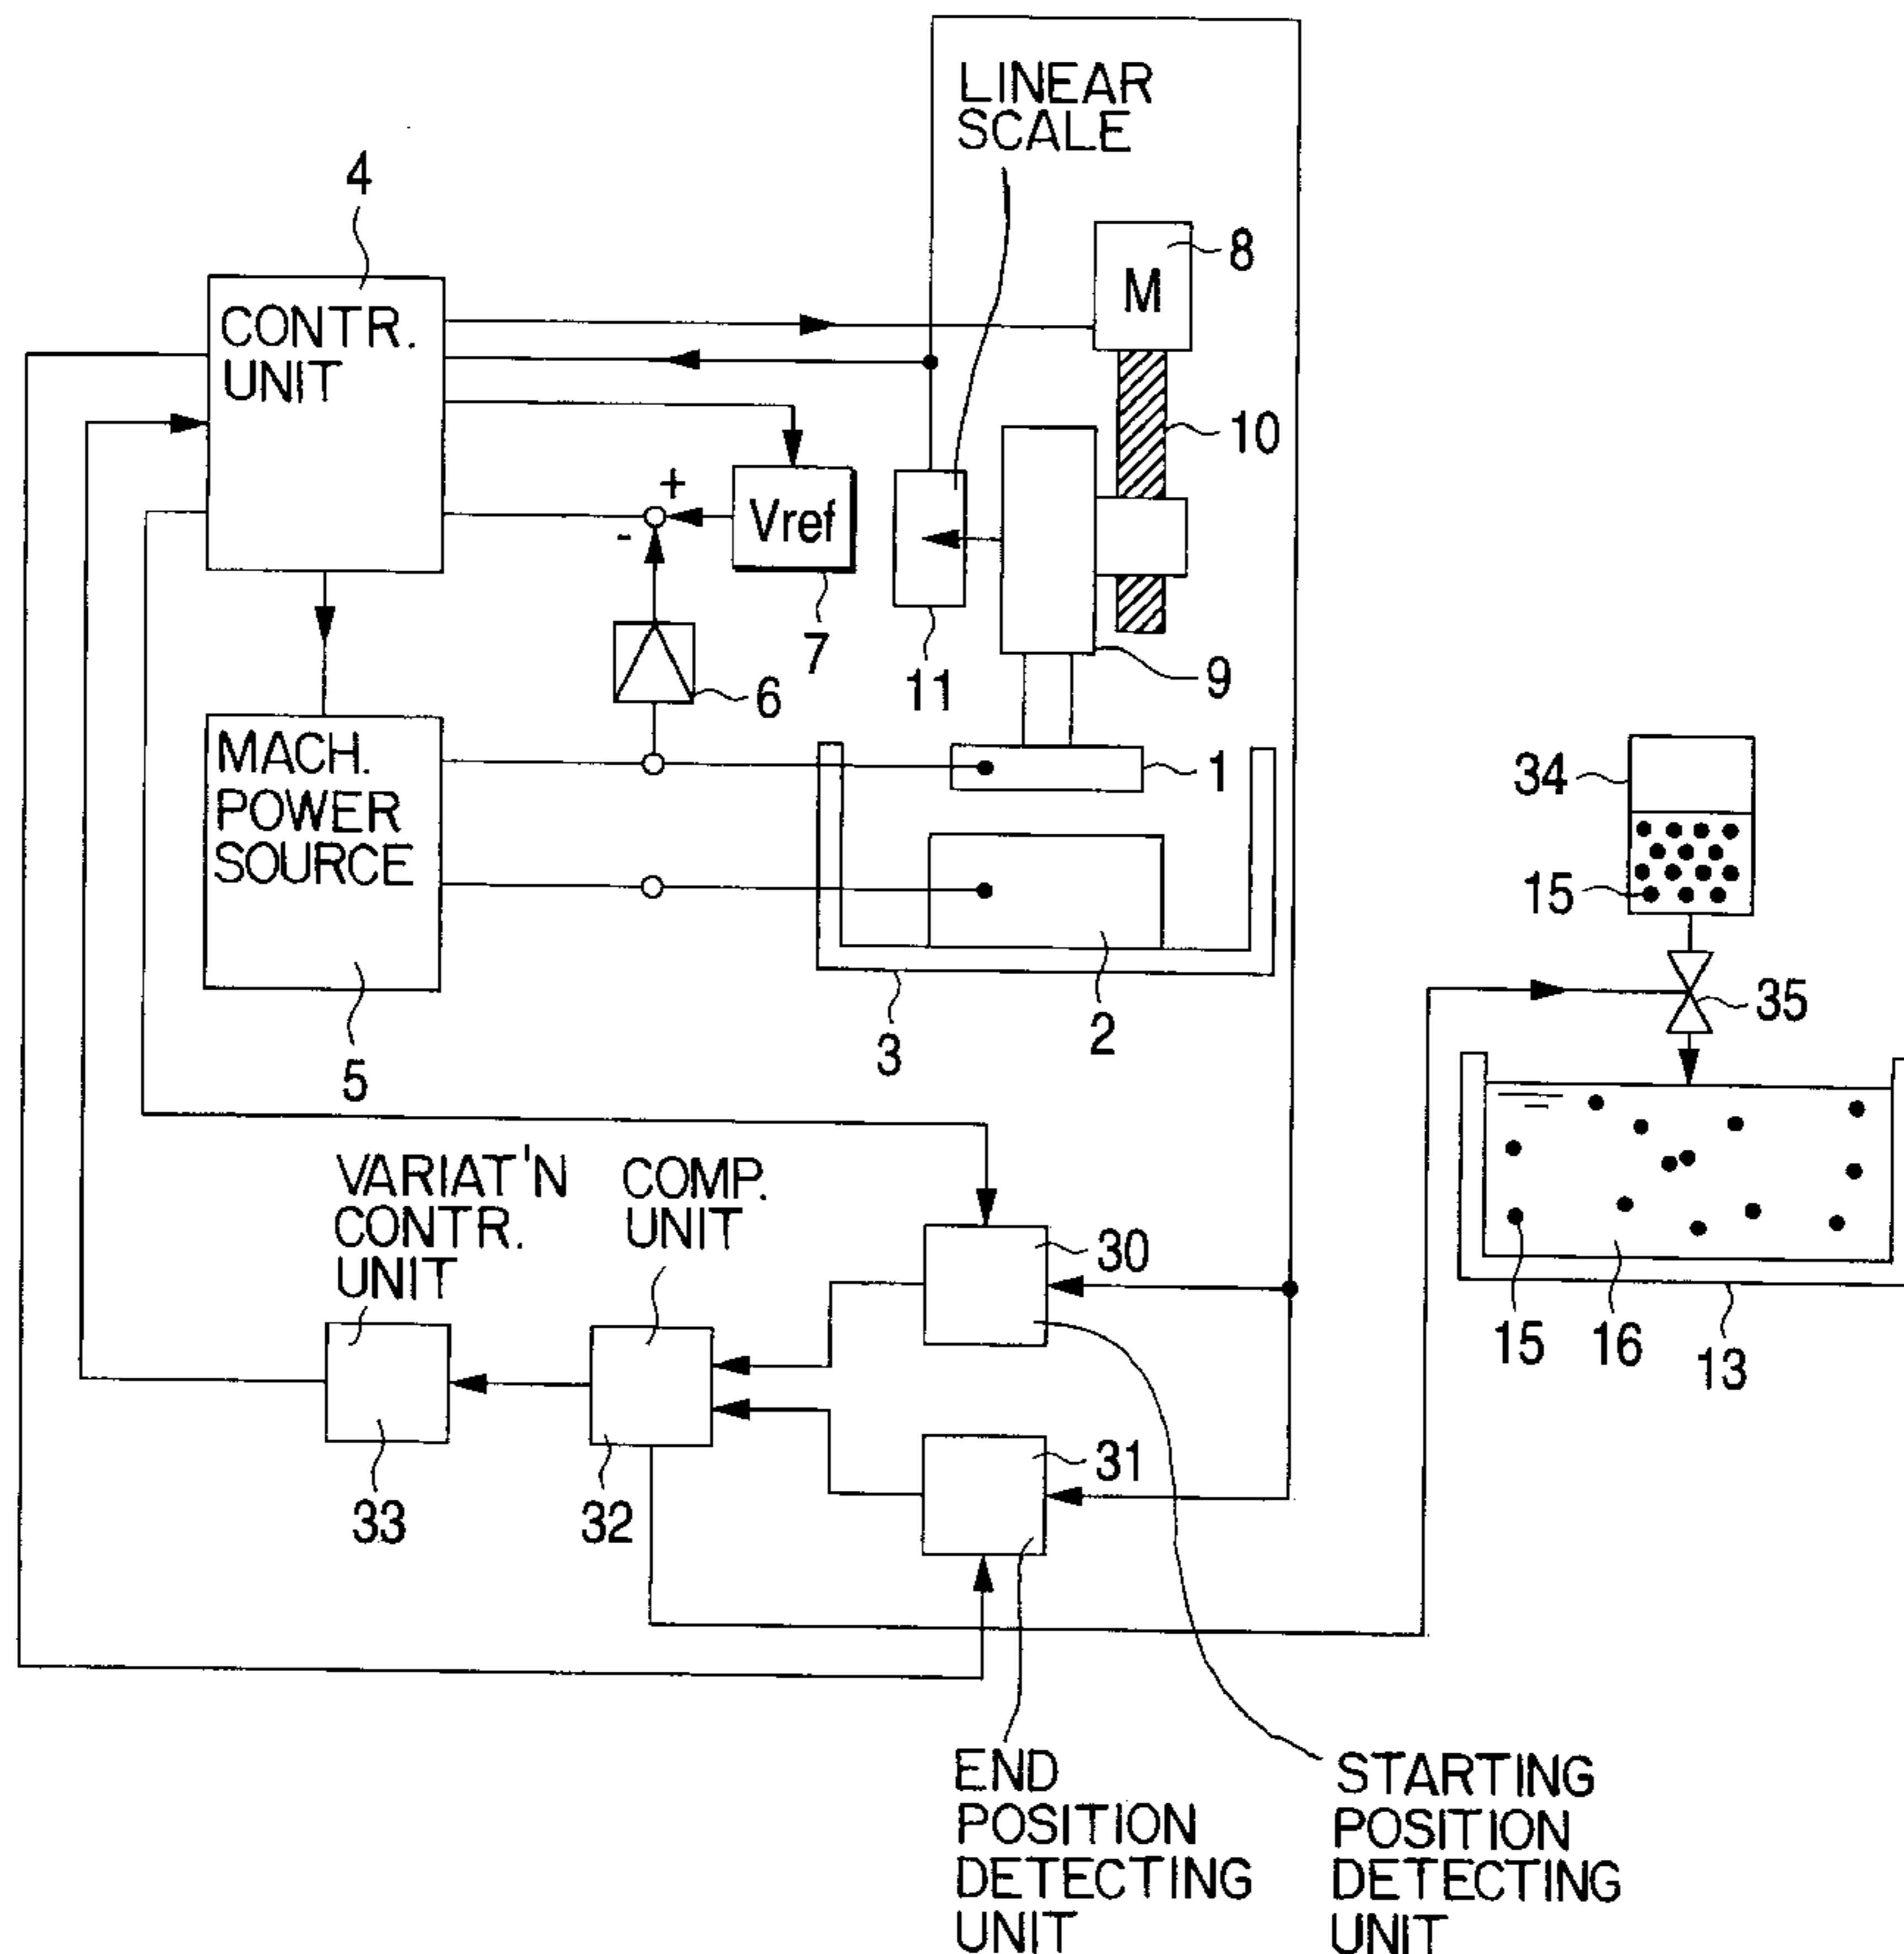 LINEAR
SCALE
4
8
M
CONTR.
UNIT
10
+
Vref
-
7
11
9
6
MACH.
POWER
SOURCE
1
34
15
2
3
35
5
VARIAT'N
CONTR.
UNIT
COMP.
UNIT
30
15
16
13
31
33
32
END
POSITION
DETECTING
UNIT
STARTING
POSITION
DETECTING
UNIT